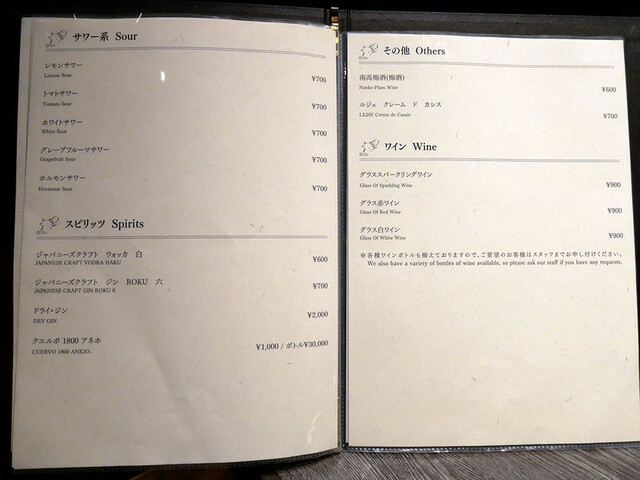 サワー系 Sour
レモンサワー
Lemon Sour
¥700
トマトサワー
Tomato Sour
¥700
ホワイトサワー
White Sour
¥700
グレープフルーツサワー
Grapefruit Sour
¥700
ホルモンサワー
Hormone Sour
¥700
スピリッツ Spirits
ジャパニーズクラフト ウォッカ 白
JAPANESE CRAFT VODKA HAKU
¥600
ジャパニーズクラフト ジン ROKU 六
JAPANESE CRAFT GIN ROKU 6
¥700
ドライ・ジン
DRY GIN
¥2,000
クエルボ 1800 アネホ
CUERVO 1800 ANEJO
¥1,000 / ボトル¥30,000
その他 Others
南高梅酒(梅酒)
Nanko Plum Wine
¥600
ルジェ クレーム ド カシス
LEJAY Crème de Cassis
¥700
ワイン Wine
グラススパークリングワイン
Glass Of Sparkling Wine
¥900
グラス赤ワイン
Glass Of Red Wine
¥900
グラス白ワイン
Glass Of White Wine
¥900
※各種ワインボトルも揃えておりますので、ご要望のお客様はスタッフまでお申し付けください。
We also have a variety of bottles of wine available, so please ask our staff if you have any requests.